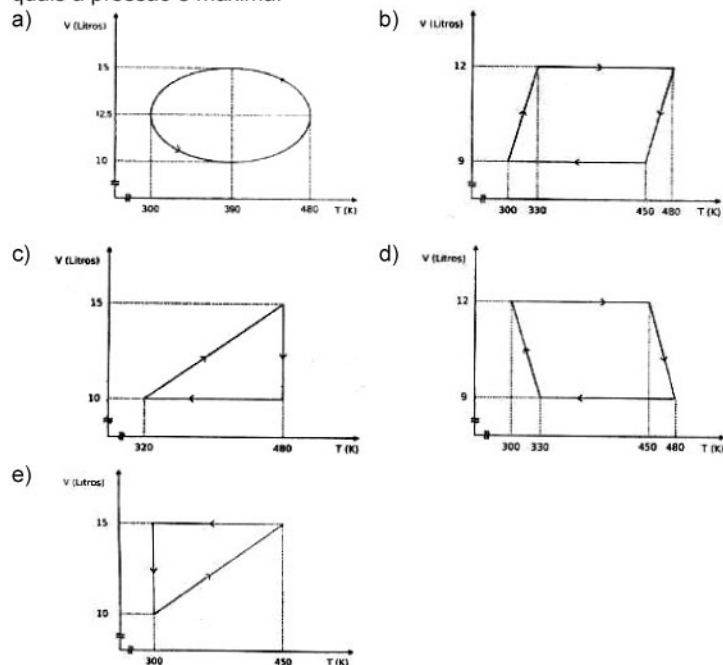 quais a pressão é máxima.
a)
V (Litros)
15
12.5
10
300
390
480
T (K)
b)
V (Litros)
12
9
300
330
450
480
T (K)
c)
V (Litros)
15
10
320
480
T (K)
d)
V (Litros)
12
9
300
330
450
480
T (K)
e)
V (Litros)
15
10
300
450
T (K)